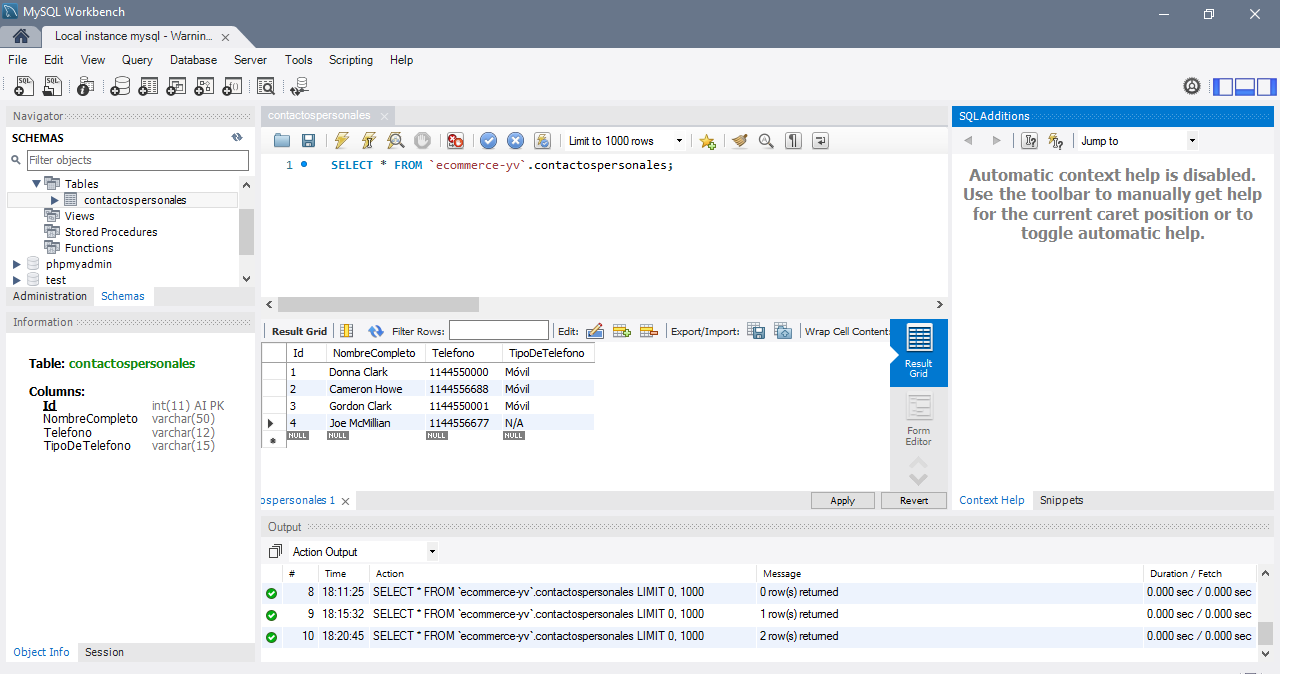 MySQL Workbench
Local instance mysql - Warnin...
File Edit View Query Database Server Tools Scripting Help
Navigator
SCHEMAS
Filter objects
Tables
contactospersonales
Views
Stored Procedures
Functions
phpmyadmin
test
Administration Schemas
Information
Table: contactospersonales
Columns:
Id int(11) AI PK
NombreCompleto varchar(50)
Telefono varchar(12)
TipoDeTelefono varchar(15)
Object Info Session
contactospersonales
Limit to 1000 rows
1 SELECT * FROM `ecommerce-yv`.contactospersonales;
Result Grid Filter Rows: Edit: Export/Import: Wrap Cell Content:
Id NombreCompleto Telefono TipoDeTelefono
1 Donna Clark 1144550000 Móvil
2 Cameron Howe 1144556688 Móvil
3 Gordon Clark 1144550001 Móvil
4 Joe McMillian 1144556677 N/A
NULL NULL NULL NULL
Result
Grid
Form
Editor
ospersonales 1
Apply Revert
SQLAdditions
Jump to
Automatic context help is disabled.
Use the toolbar to manually get help
for the current caret position or to
toggle automatic help.
Context Help Snippets
Output
Action Output
# Time Action Message Duration / Fetch
8 18:11:25 SELECT * FROM `ecommerce-yv`.contactospersonales LIMIT 0, 1000 0 row(s) returned 0.000 sec / 0.000 sec
9 18:15:32 SELECT * FROM `ecommerce-yv`.contactospersonales LIMIT 0, 1000 1 row(s) returned 0.000 sec / 0.000 sec
10 18:20:45 SELECT * FROM `ecommerce-yv`.contactospersonales LIMIT 0, 1000 2 row(s) returned 0.000 sec / 0.000 sec